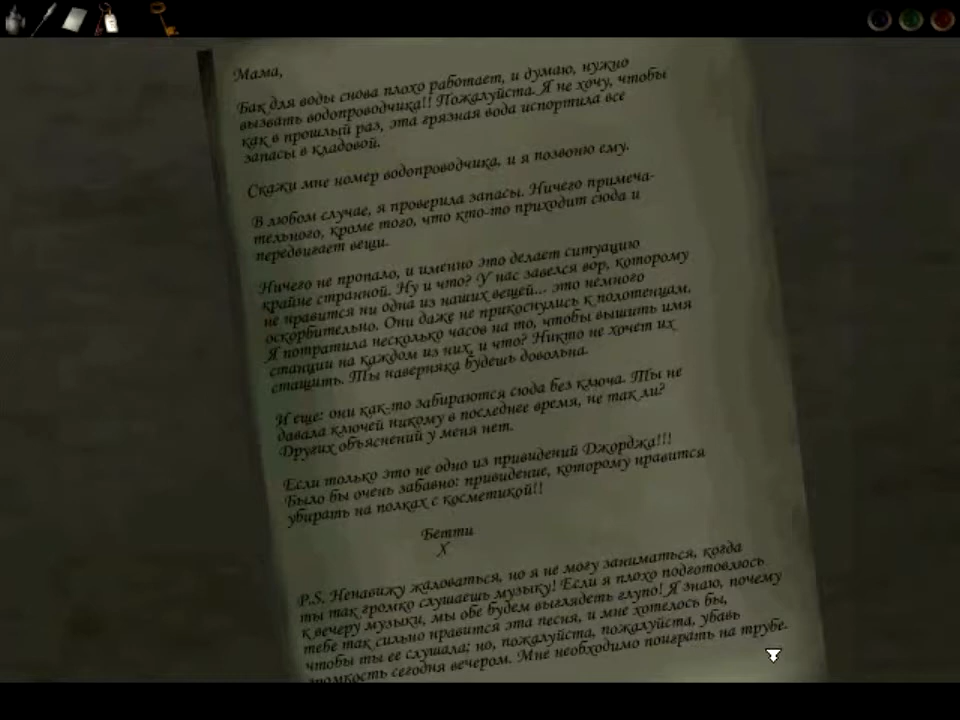 Мама,
Бак для воды снова плохо работает, и думаю, нужно
вызвать водопроводчика!! Пожалуйста. Я не хочу, чтобы
как в прошлый раз, эта грязная вода испортила все
запасы в кладовой.
Скажи мне номер водопроводчика, и я позвоню ему.
В любом случае, я проверила запасы. Ничего примеча-
тельного, кроме того, что кто-то приходит сюда и
передвигает вещи.
Ничего не пропало, и именно это делает ситуацию
крайне странной. Ну и что? У нас завелся вор, которому
не нравится ни одна из наших вещей... это немного
оскорбительно. Они даже не прикоснулись к полотенцам.
Я потратила несколько часов на то, чтобы вышить имя
станции на каждом из них, и что? Никто не хочет их
стащить. Ты наверняка будешь довольна.
И еще: они как-то забираются сюда без ключа. Ты не
давала ключей никому в последнее время, не так ли?
Других объяснений у меня нет.
Если только это не одно из привидений Джорджа!!!
Было бы очень забавно: привидение, которому нравится
убирать на полках с косметикой!!
Бетти
X
P.S. Ненавижу жаловаться, но я не могу заниматься, когда
ты так громко слушаешь музыку! Если я плохо подготовлюсь
к вечеру музыки, мы обе будем выглядеть глупо! Я знаю, почему
тебе так сильно нравится эта песня, и мне хотелось бы,
чтобы ты ее слушала; но, пожалуйста, пожалуйста, убавь
громкость сегодня вечером. Мне необходимо поиграть на трубе.